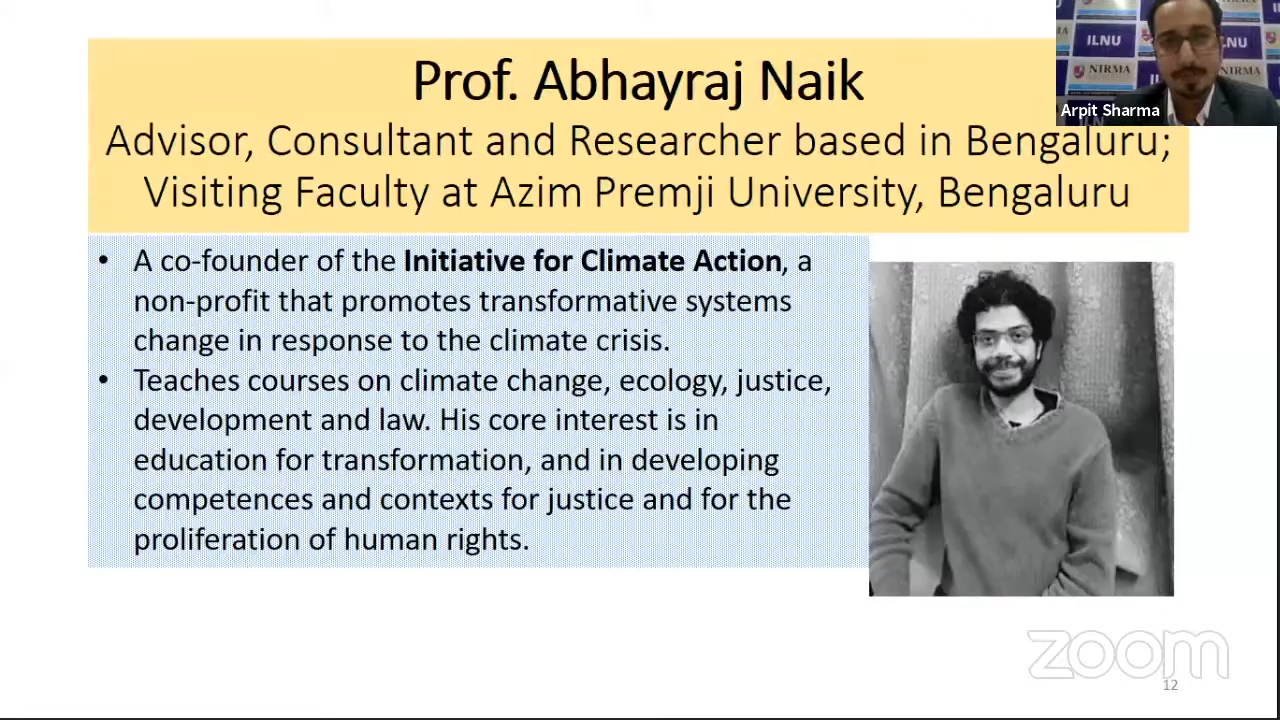 Prof. Abhayraj Naik
Advisor, Consultant and Researcher based in Bengaluru;
Visiting Faculty at Azim Premji University, Bengaluru
• A co-founder of the Initiative for Climate Action, a
non-profit that promotes transformative systems
change in response to the climate crisis.
• Teaches courses on climate change, ecology, justice,
development and law. His core interest is in
education for transformation, and in developing
competences and contexts for justice and for the
proliferation of human rights.
ILNU
NIRMA
NIRMA
Arpit Sharma
zoom
12